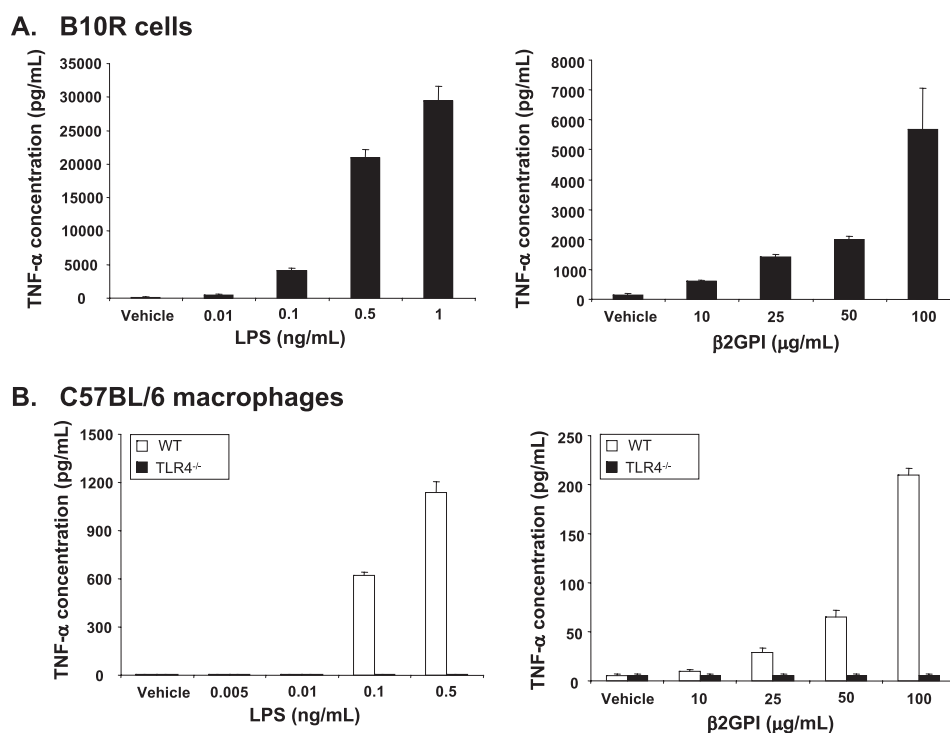 A. B10R cells
TNF-α concentration (pg/mL)
35000
30000
25000
20000
15000
10000
5000
0
Vehicle 0.01 0.1 0.5 1
LPS (ng/mL)
TNF-α concentration (pg/mL)
8000
7000
6000
5000
4000
3000
2000
1000
0
Vehicle 10 25 50 100
β2GPI (μg/mL)
B. C57BL/6 macrophages
TNF-α concentration (pg/mL)
1500
1200
900
600
300
0
WT
TLR4-/-
Vehicle 0.005 0.01 0.1 0.5
LPS (ng/mL)
TNF-α concentration (pg/mL)
250
200
150
100
50
0
WT
TLR4-/-
Vehicle 10 25 50 100
β2GPI (μg/mL)